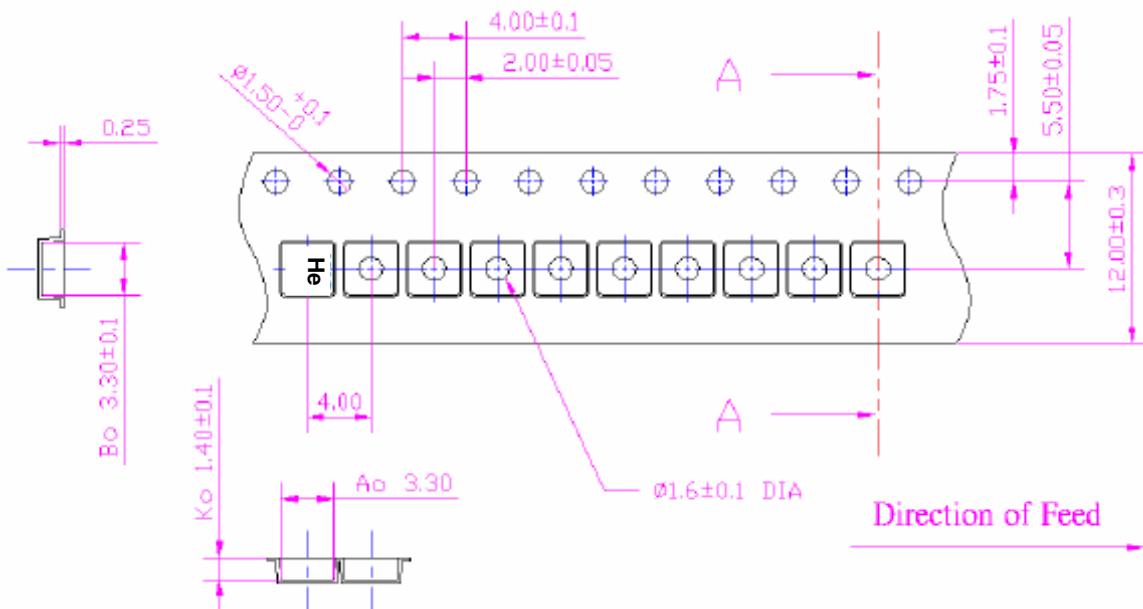 4.00±0.1
2.00±0.05
Ø1.50 +0.1 -0
0.25
A
1.75±0.1
5.50±0.05
12.00±0.3
He
Bo 3.30±0.1
4.00
A
Ko 1.40±0.1
Ao 3.30
Ø1.6±0.1 DIA
Direction of Feed